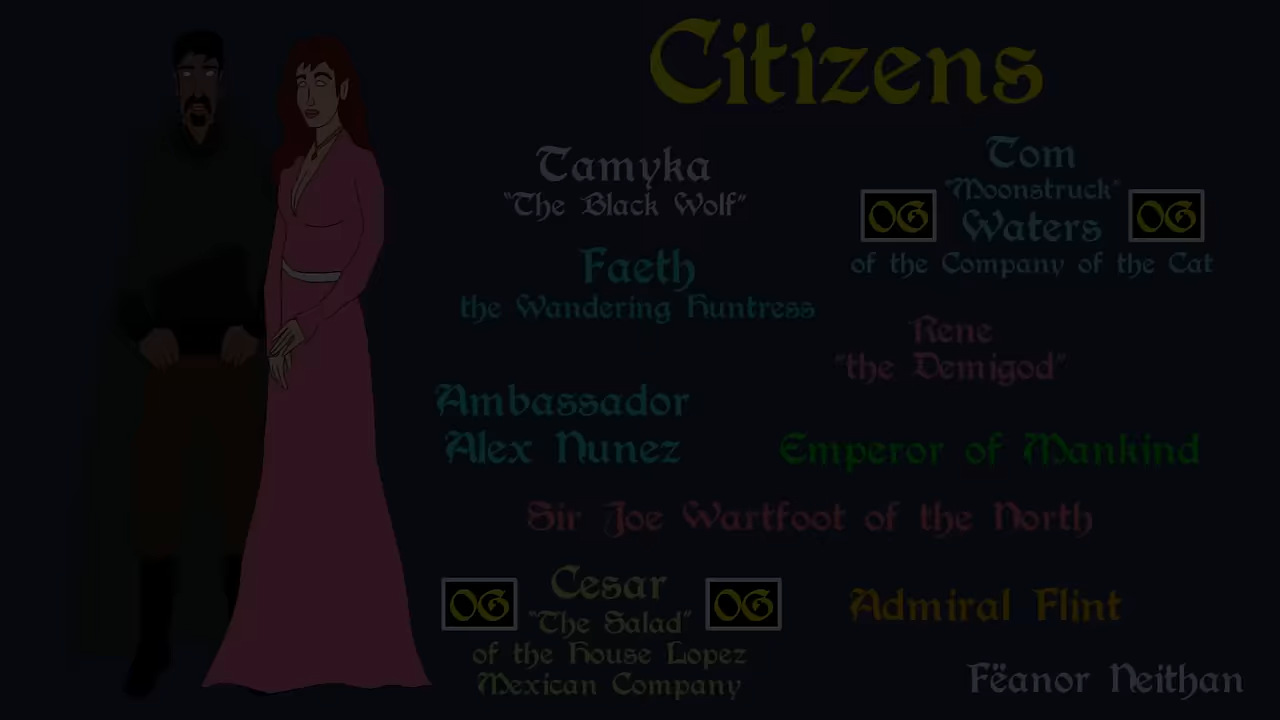 Citizens
Tamyka
"The Black Wolf"
Tom
"Moonstruck"
OG Waters OG
of the Company of the Cat
Faeth
the Wandering Huntress
Rene
"the Demigod"
Ambassador
Alex Nunez
Emperor of Mankind
Sir Joe Wartfoot of the North
Cesar
OG "The Salad" OG
of the House Lopez
Mexican Company
Admiral Flint
Fëanor Neithan